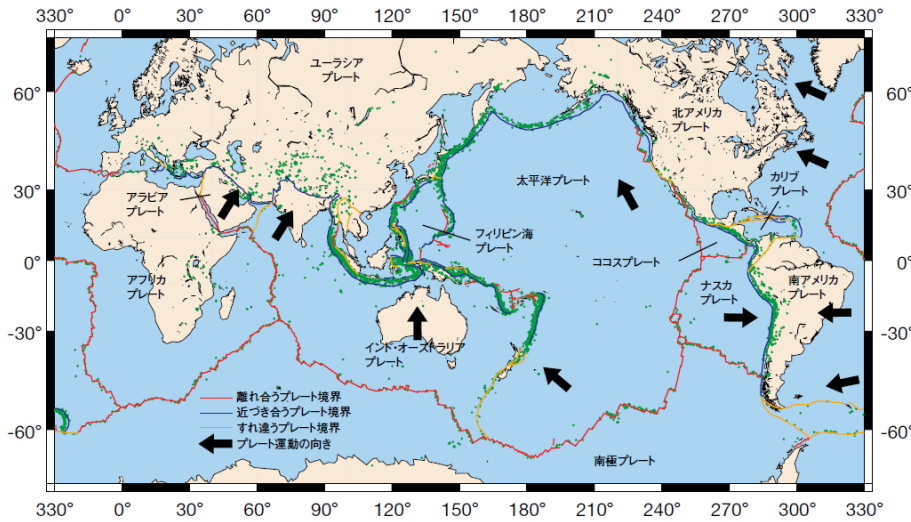 330° 0° 30° 60° 90° 120° 150° 180° 210° 240° 270° 300° 330°
60°
30°
0°
-30°
-60°
60°
30°
0°
-30°
-60°
ユーラシア
プレート
北アメリカ
プレート
カリブ
プレート
アラビア
プレート
太平洋プレート
フィリピン海
プレート
ココスプレート
アフリカ
プレート
ナスカ
プレート
南アメリカ
プレート
インド・オーストラリア
プレート
離れ合うプレート境界
近づき合うプレート境界
すれ違うプレート境界
プレート運動の向き
南極プレート
330° 0° 30° 60° 90° 120° 150° 180° 210° 240° 270° 300° 330°